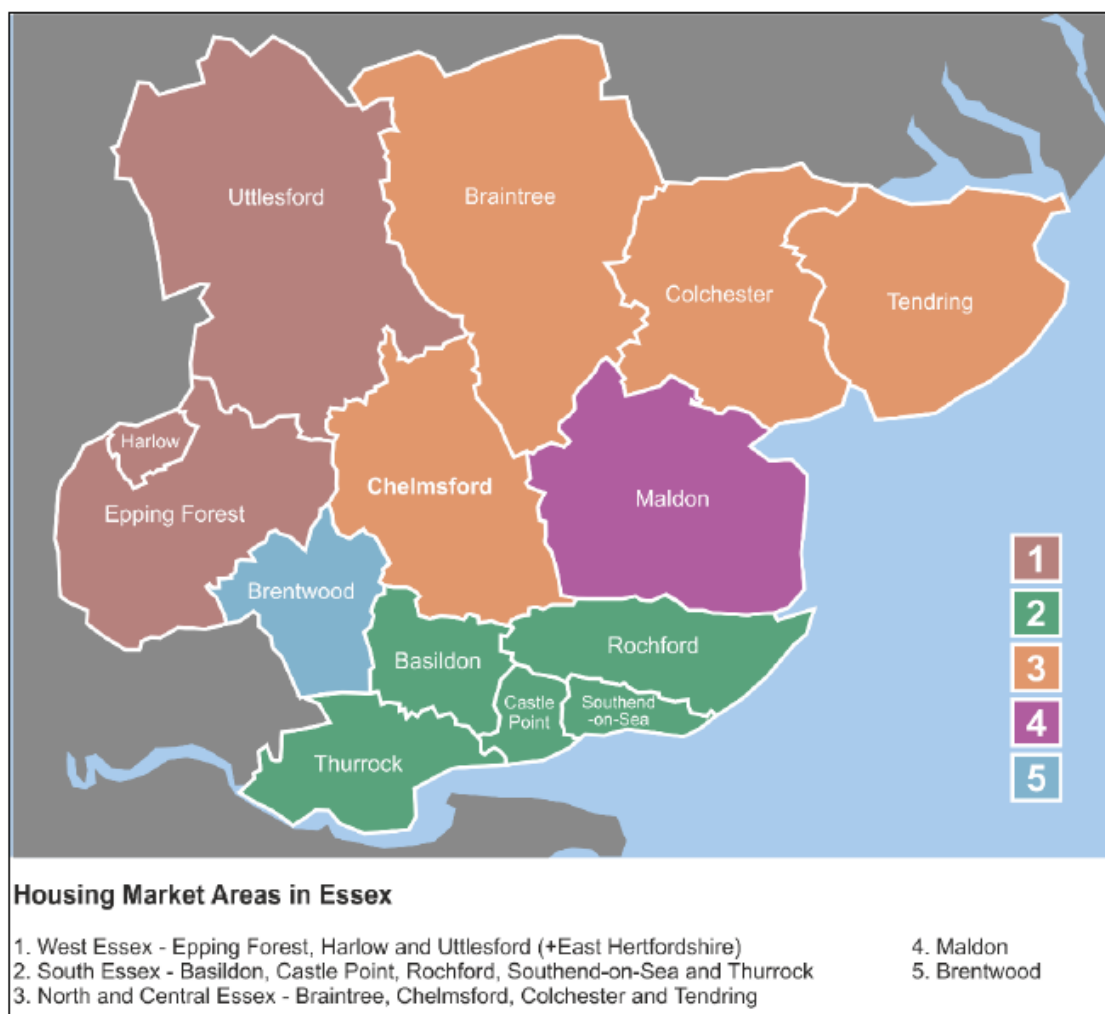 Uttlesford
Braintree
Colchester
Tendring
Harlow
Chelmsford
Maldon
Epping Forest
Brentwood
1
2
Rochford
Basildon
3
Castle
Point
Southend
-on-Sea
4
Thurrock
5
Housing Market Areas in Essex
1. West Essex - Epping Forest, Harlow and Uttlesford (+East Hertfordshire)
2. South Essex - Basildon, Castle Point, Rochford, Southend-on-Sea and Thurrock
3. North and Central Essex - Braintree, Chelmsford, Colchester and Tendring
4. Maldon
5. Brentwood